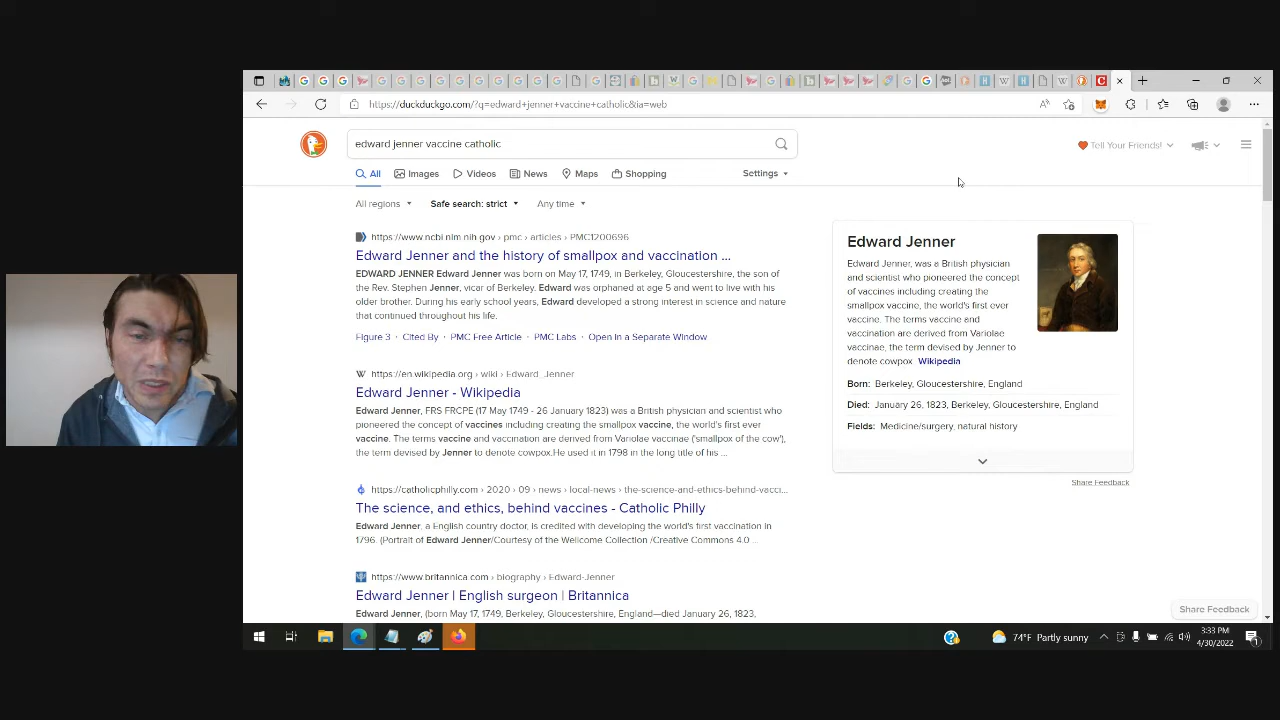 https://duckduckgo.com/?q=edward+jenner+vaccine+catholic&ia=web
edward jenner vaccine catholic
Tell Your Friends!
All
Images
Videos
News
Maps
Shopping
Settings
All regions
Safe search: strict
Any time
https://www.ncbi.nlm.nih.gov › pmc › articles › PMC1200696
Edward Jenner and the history of smallpox and vaccination ...
EDWARD JENNER Edward Jenner was born on May 17, 1749, in Berkeley, Gloucestershire, the son of
the Rev. Stephen Jenner, vicar of Berkeley. Edward was orphaned at age 5 and went to live with his
older brother. During his early school years, Edward developed a strong interest in science and nature
that continued throughout his life.
Figure 3 · Cited By · PMC Free Article · PMC Labs · Open In a Separate Window
https://en.wikipedia.org › wiki › Edward_Jenner
Edward Jenner - Wikipedia
Edward Jenner, FRS FRCPE (17 May 1749 - 26 January 1823) was a British physician and scientist who
pioneered the concept of vaccines including creating the smallpox vaccine, the world's first ever
vaccine. The terms vaccine and vaccination are derived from Variolae vaccinae ('smallpox of the cow'),
the term devised by Jenner to denote cowpox.He used it in 1798 in the long title of his ...
https://catholicphilly.com › 2020 › 09 › news › local-news › the-science-and-ethics-behind-vacci...
The science, and ethics, behind vaccines - Catholic Philly
Edward Jenner, a English country doctor, is credited with developing the world's first vaccination in
1796. (Portrait of Edward Jenner/Courtesy of the Wellcome Collection /Creative Commons 4.0 ...
https://www.britannica.com › biography › Edward-Jenner
Edward Jenner | English surgeon | Britannica
Edward Jenner, (born May 17, 1749, Berkeley, Gloucestershire, England—died January 26, 1823,
Edward Jenner
Edward Jenner, was a British physician
and scientist who pioneered the concept
of vaccines including creating the
smallpox vaccine, the world's first ever
vaccine. The terms vaccine and
vaccination are derived from Variolae
vaccinae, the term devised by Jenner to
denote cowpox Wikipedia
Born: Berkeley, Gloucestershire, England
Died: January 26, 1823, Berkeley, Gloucestershire, England
Fields: Medicine/surgery, natural history
Share Feedback
Share Feedback
74°F Partly sunny
3:33 PM
4/30/2022